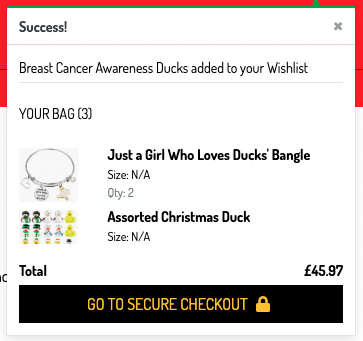 Success!
×
Breast Cancer Awareness Ducks added to your Wishlist
YOUR BAG (3)
Just a Girl Who Loves Ducks' Bangle
Size: N/A
Qty: 2
Assorted Christmas Duck
Size: N/A
Total £45.97
GO TO SECURE CHECKOUT